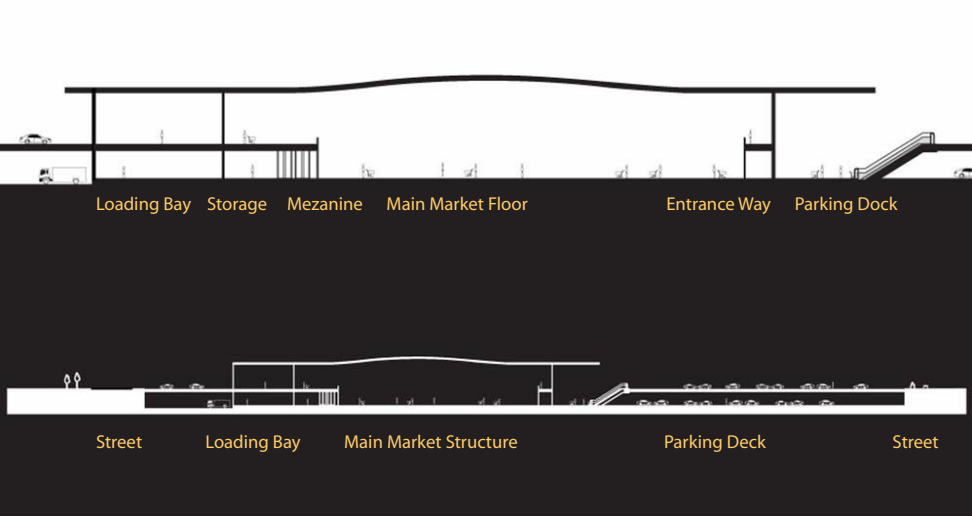 Loading Bay Storage Mezanine Main Market Floor Entrance Way Parking Dock
Street Loading Bay Main Market Structure Parking Deck Street